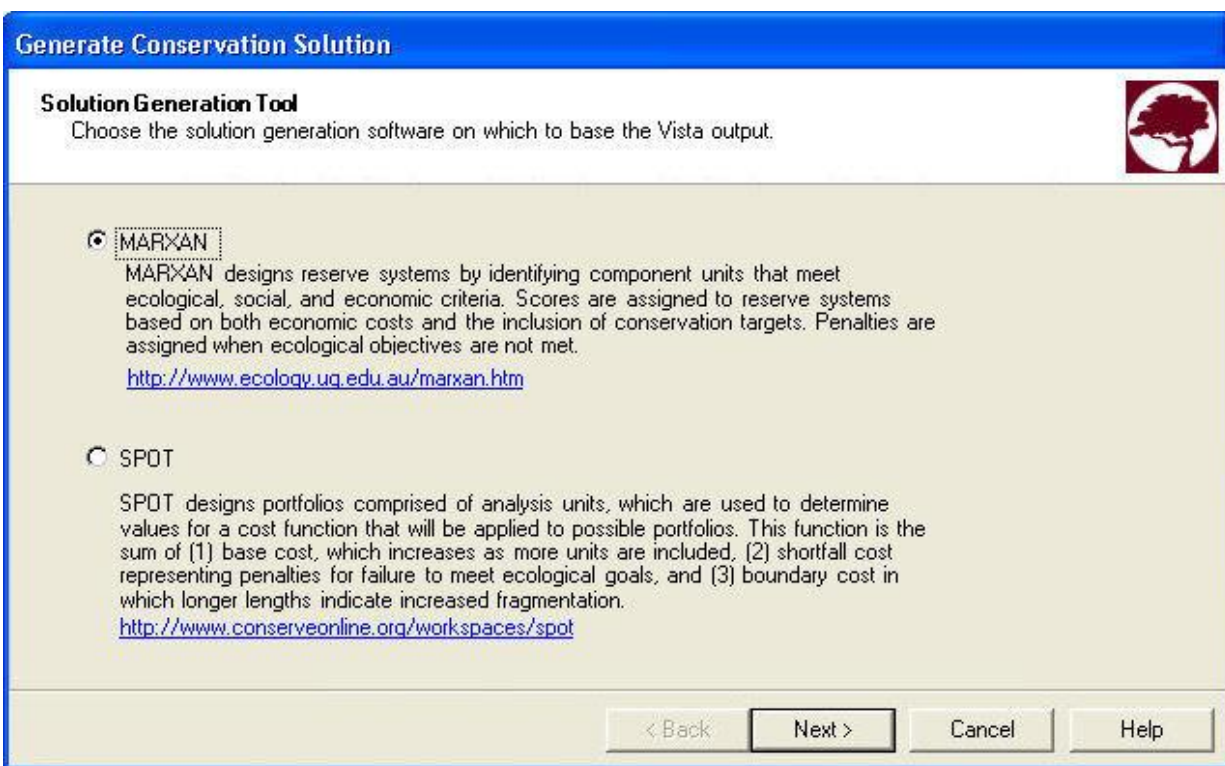 Generate Conservation Solution
Solution Generation Tool
Choose the solution generation software on which to base the Vista output.
MARXAN
MARXAN designs reserve systems by identifying component units that meet
ecological, social, and economic criteria. Scores are assigned to reserve systems
based on both economic costs and the inclusion of conservation targets. Penalties are
assigned when ecological objectives are not met.
http://www.ecology.uq.edu.au/marxan.htm
SPOT
SPOT designs portfolios comprised of analysis units, which are used to determine
values for a cost function that will be applied to possible portfolios. This function is the
sum of (1) base cost, which increases as more units are included, (2) shortfall cost
representing penalties for failure to meet ecological goals, and (3) boundary cost in
which longer lengths indicate increased fragmentation.
http://www.conserveonline.org/workspaces/spot
< Back Next > Cancel Help